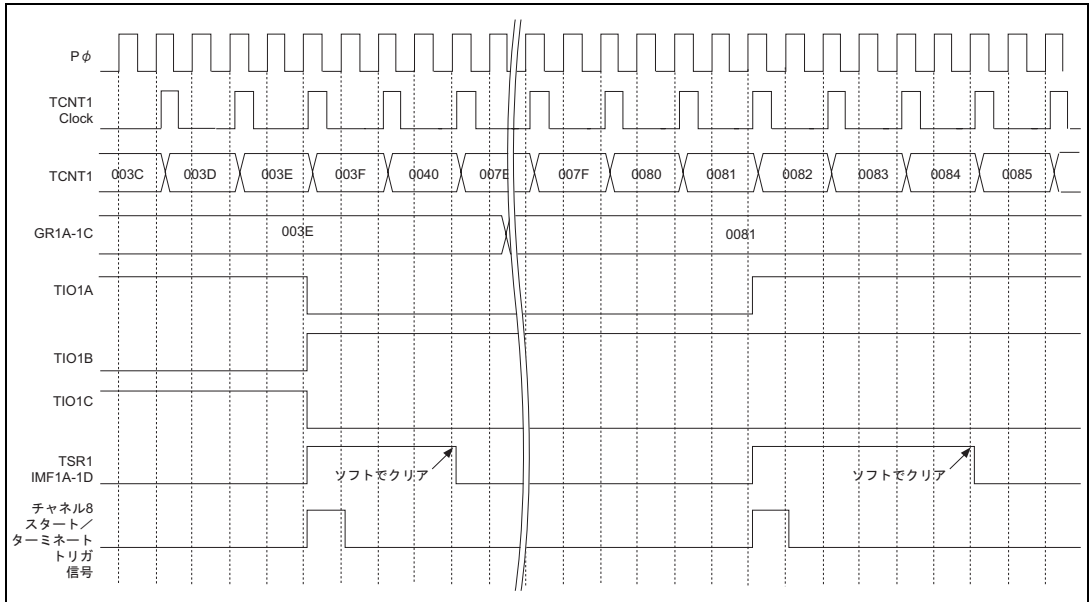 Pφ
TCNT1
Clock
TCNT1
003C 003D 003E 003F 0040 007E 007F 0080 0081 0082 0083 0084 0085
GR1A-1C
003E 0081
TIO1A
TIO1B
TIO1C
TSR1
IMF1A-1D
ソフトでクリア ソフトでクリア
チャネル8
スタート/
ターミネート
トリガ
信号